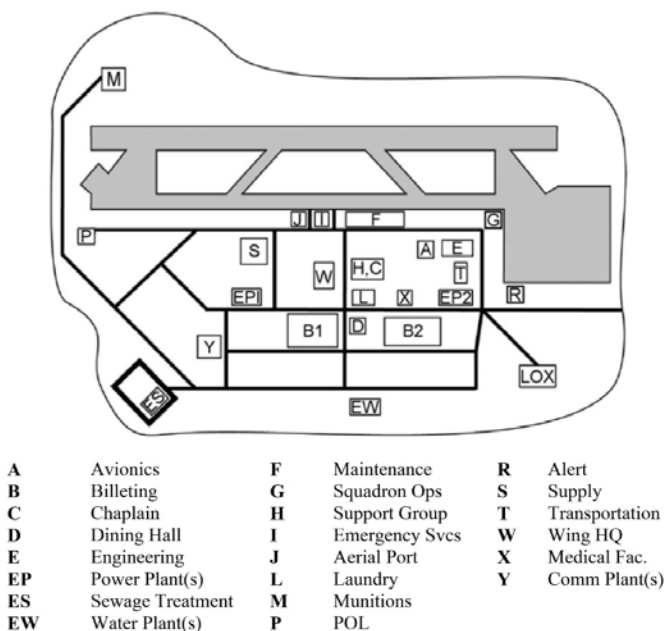 M
J I F G
P
S
A E
W
H,C T
EP1 L X EP2 R
B1 D B2
Y
LOX
ES
EW
A Avionics F Maintenance R Alert
B Billeting G Squadron Ops S Supply
C Chaplain H Support Group T Transportation
D Dining Hall I Emergency Svcs W Wing HQ
E Engineering J Aerial Port X Medical Fac.
EP Power Plant(s) L Laundry Y Comm Plant(s)
ES Sewage Treatment M Munitions
EW Water Plant(s) P POL